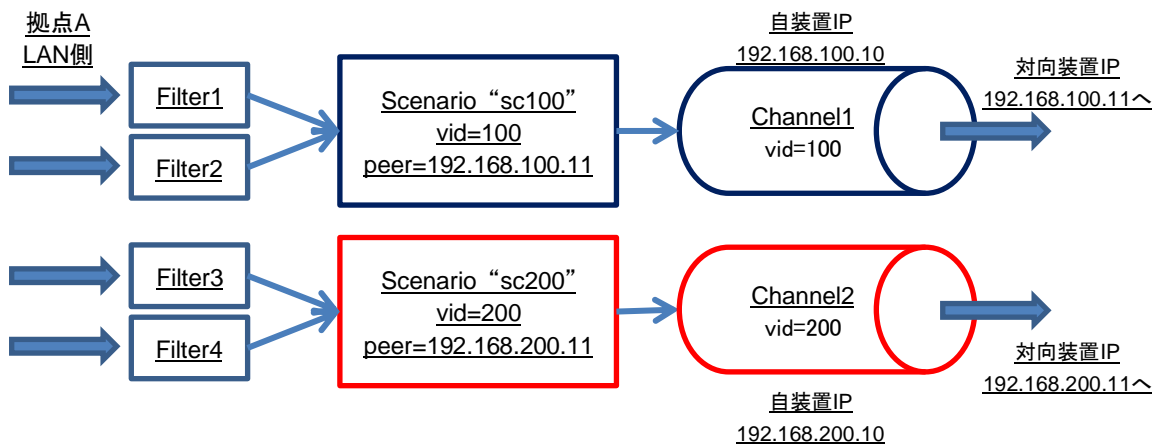 拠点A
LAN側
Filter1
Filter2
Scenario “sc100”
vid=100
peer=192.168.100.11
自装置IP
192.168.100.10
Channel1
vid=100
対向装置IP
192.168.100.11へ
Filter3
Filter4
Scenario “sc200”
vid=200
peer=192.168.200.11
Channel2
vid=200
自装置IP
192.168.200.10
対向装置IP
192.168.200.11へ